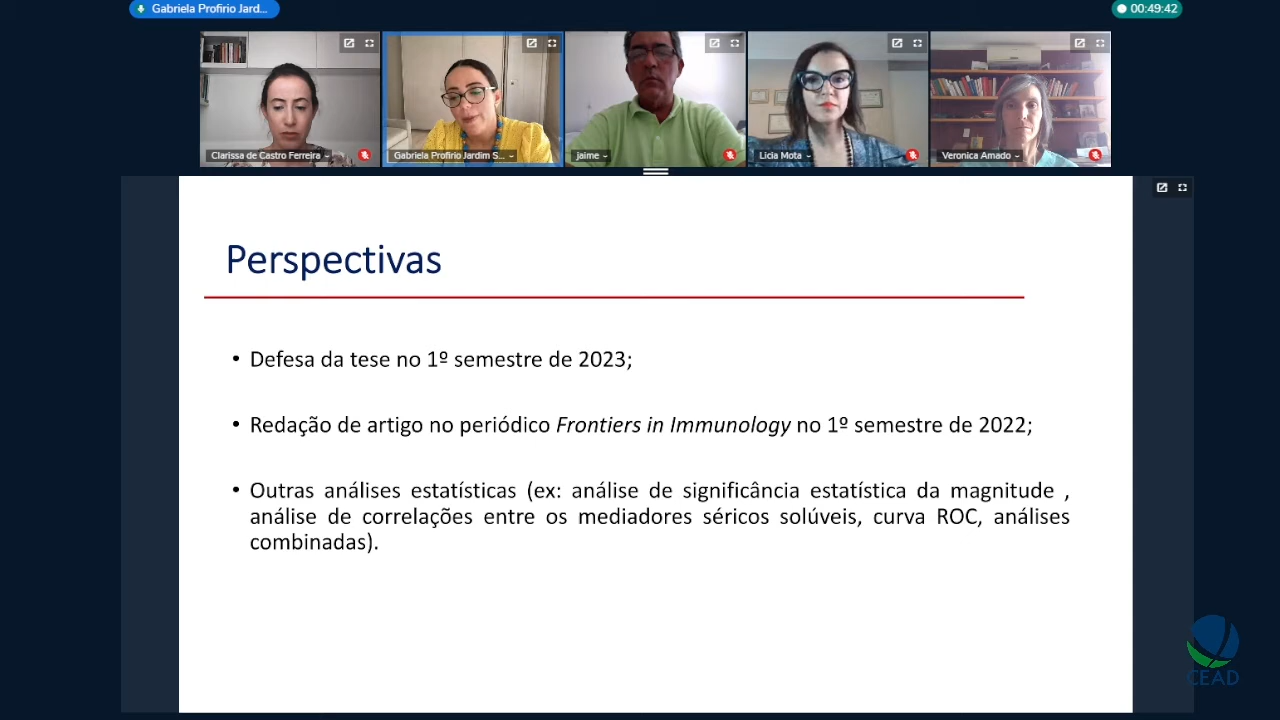 Gabriela Profirio Jard...
00:49:42
Clarissa de Castro Ferreira
Gabriela Profirio Jardim S...
jaime
Licia Mota
Veronica Amado
Perspectivas
• Defesa da tese no 1º semestre de 2023;
• Redação de artigo no periódico Frontiers in Immunology no 1º semestre de 2022;
• Outras análises estatísticas (ex: análise de significância estatística da magnitude ,
análise de correlações entre os mediadores séricos solúveis, curva ROC, análises
combinadas).
CEAD